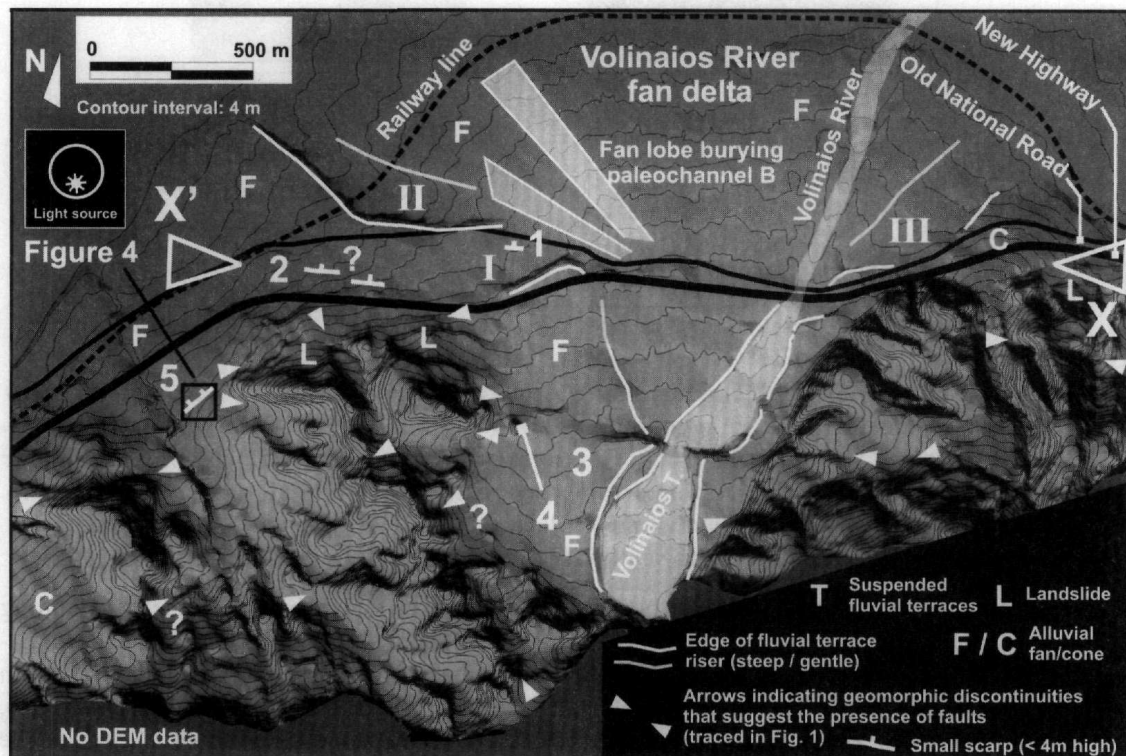 N
0 500 m
Contour interval: 4 m
Light source
X'
Figure 4
Railway line
Volinaios River
fan delta
Fan lobe burying
paleochannel B
Volinaios River
Old National Road
New Highway
F
F
F
F
F
F
II
I
III
1
2
?
C
L
X
L
L
5
3
4
?
Volinaios T.
C
?
No DEM data
T Suspended
fluvial terraces
L Landslide
Edge of fluvial terrace
riser (steep / gentle)
F / C Alluvial
fan/cone
Arrows indicating geomorphic discontinuities
that suggest the presence of faults
(traced in Fig. 1)
Small scarp (< 4m high)